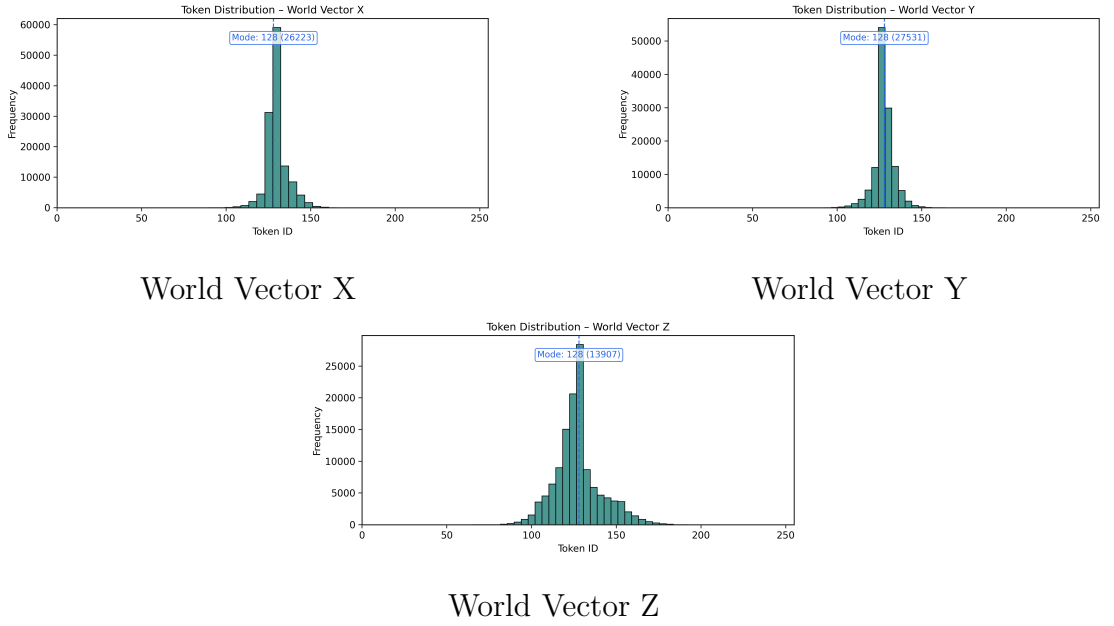 Token Distribution – World Vector X
60000
50000
40000
30000
20000
10000
0
Frequency
Mode: 128 (26223)
0 50 100 150 200 250
Token ID
World Vector X
Token Distribution – World Vector Y
50000
40000
30000
20000
10000
0
Frequency
Mode: 128 (27531)
0 50 100 150 200 250
Token ID
World Vector Y
Token Distribution – World Vector Z
25000
20000
15000
10000
5000
0
Frequency
Mode: 128 (13907)
0 50 100 150 200 250
Token ID
World Vector Z